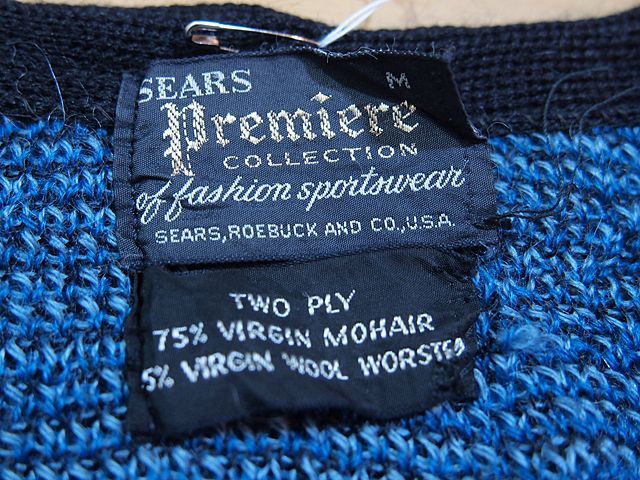 SEARS M
Premiere
COLLECTION
of fashion sportswear
SEARS, ROEBUCK AND CO., U.S.A.
TWO PLY
75% VIRGIN MOHAIR
5% VIRGIN WOOL WORSTED